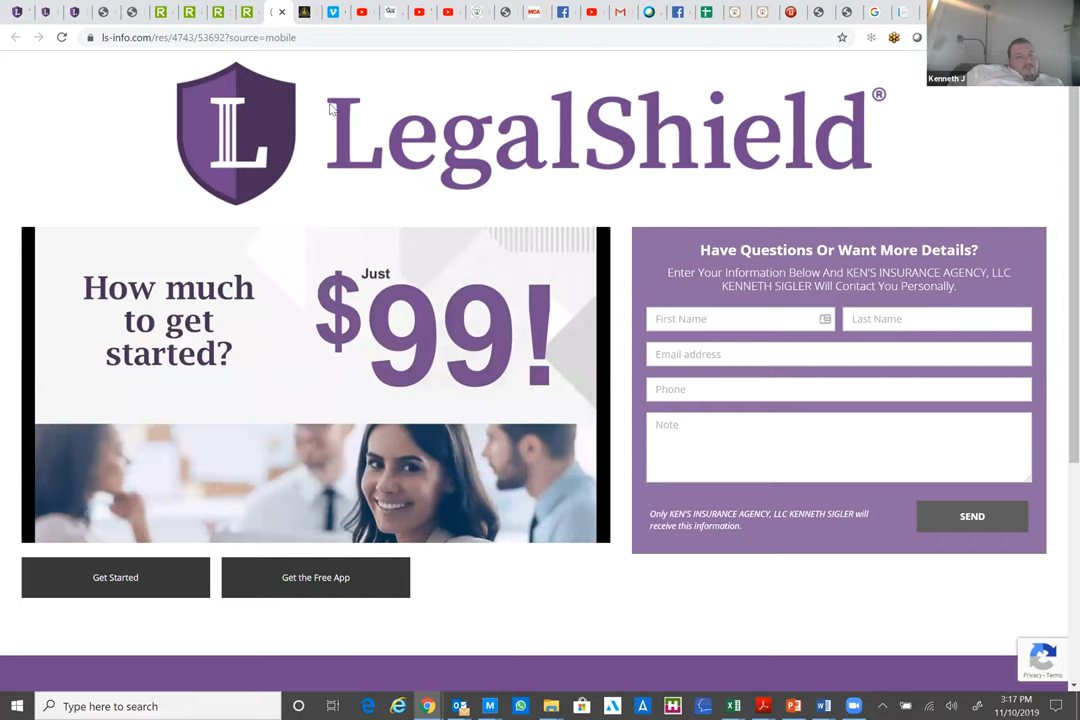 ls-info.com/res/4743/53692?source=mobile
Kenneth J
L
LegalShield®
How much
to get
started?
Just
$99!
Have Questions Or Want More Details?
Enter Your Information Below And KEN'S INSURANCE AGENCY, LLC
KENNETH SIGLER Will Contact You Personally.
First Name
Last Name
Email address
Phone
Note
Only KEN'S INSURANCE AGENCY, LLC KENNETH SIGLER will
receive this information.
SEND
Get Started
Get the Free App
Privacy - Terms
Type here to search
3:17 PM
11/10/2019